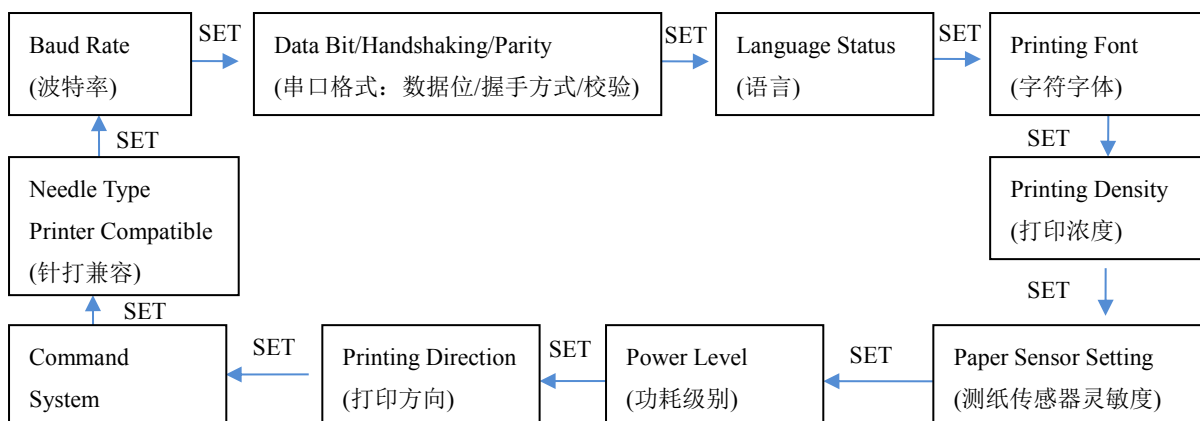 SET
SET
SET
Baud Rate
(波特率)
Data Bit/Handshaking/Parity
(串口格式：数据位/握手方式/校验)
Language Status
(语言)
Printing Font
(字符字体)
SET
SET
Needle Type
Printer Compatible
(针打兼容)
Printing Density
(打印浓度)
SET
SET
Command
System
SET
Printing Direction
(打印方向)
SET
Power Level
(功耗级别)
SET
Paper Sensor Setting
(测纸传感器灵敏度)